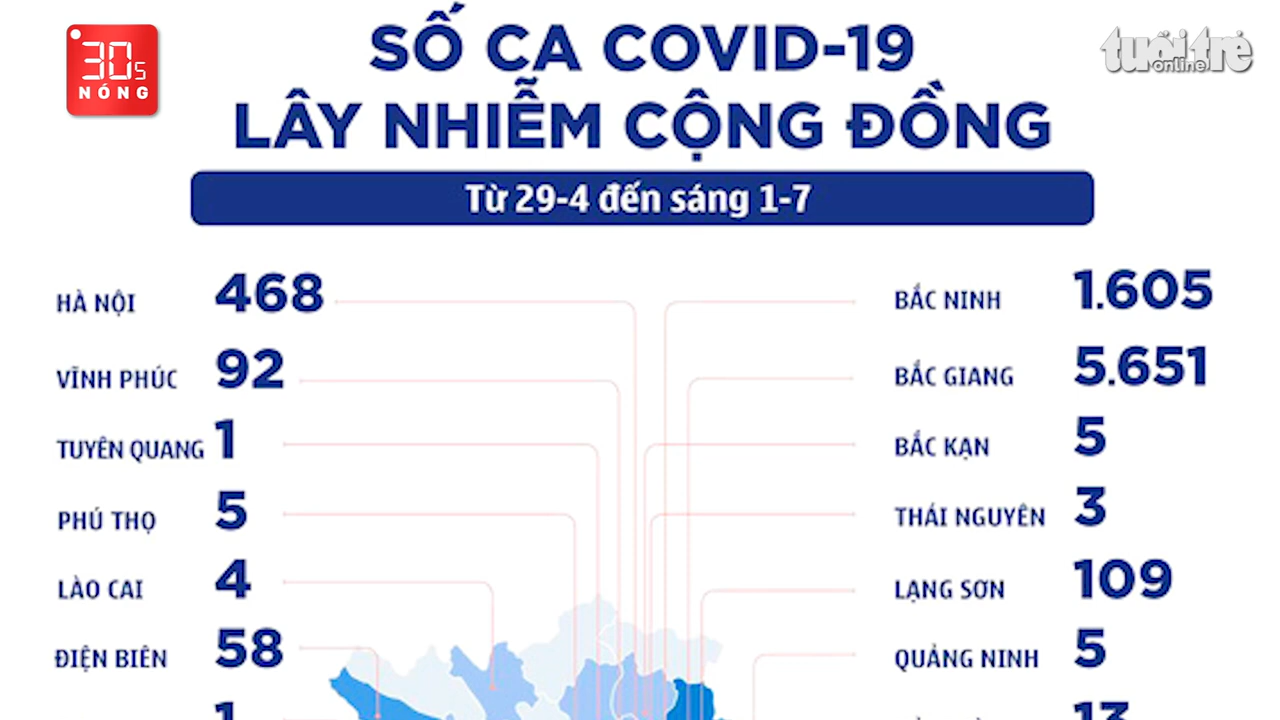 30s
NÓNG
tuổi trẻ
online
SỐ CA COVID-19
LÂY NHIỄM CỘNG ĐỒNG
Từ 29-4 đến sáng 1-7
HÀ NỘI 468
VĨNH PHÚC 92
TUYÊN QUANG 1
PHÚ THỌ 5
LÀO CAI 4
ĐIỆN BIÊN 58
1
BẮC NINH 1.605
BẮC GIANG 5.651
BẮC KẠN 5
THÁI NGUYÊN 3
LẠNG SƠN 109
QUẢNG NINH 5
13